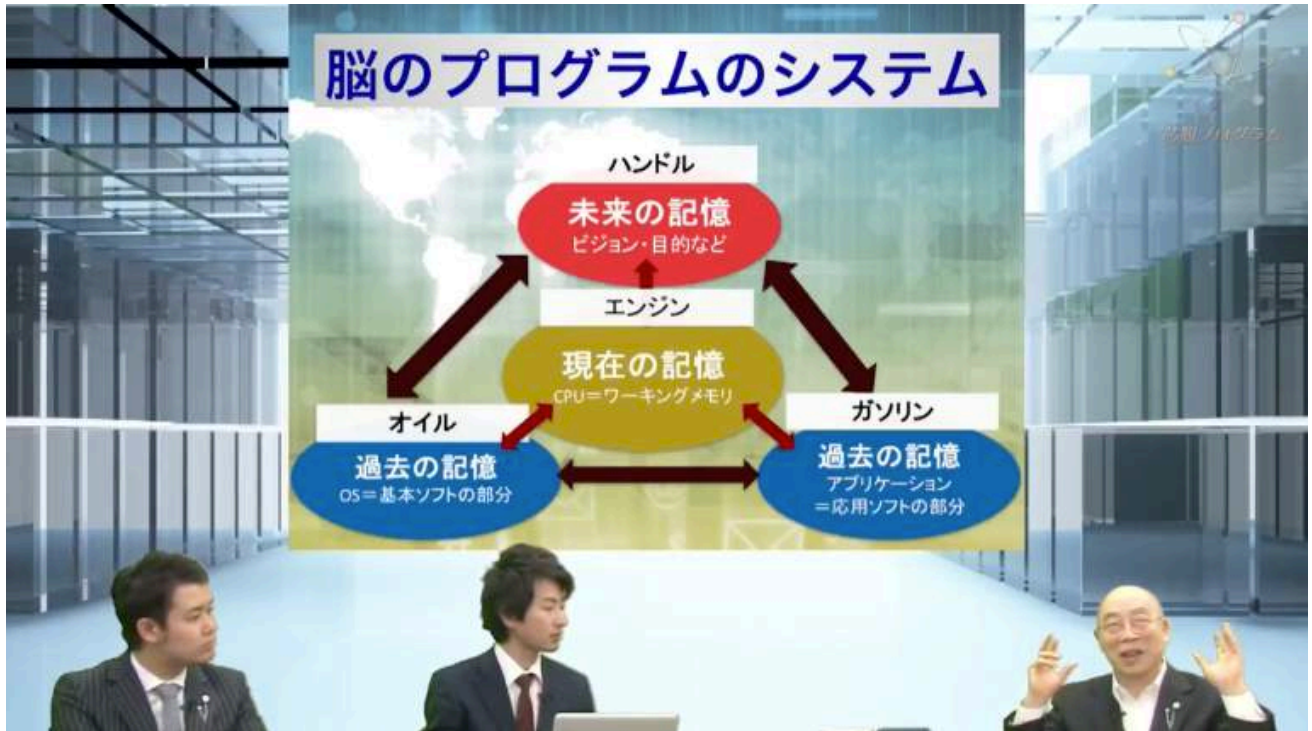 脳のプログラムのシステム
ハンドル
未来の記憶
ビジョン・目的など
エンジン
現在の記憶
CPU=ワーキングメモリ
オイル
過去の記憶
OS=基本ソフトの部分
ガソリン
過去の記憶
アプリケーション
=応用ソフトの部分